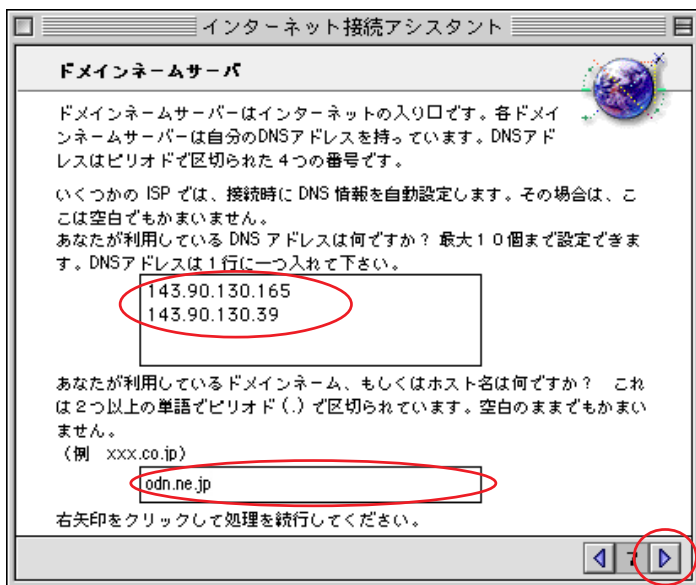 インターネット接続アシスタント
ドメインネームサーバ
ドメインネームサーバーはインターネットの入り口です。各ドメイ
ンネームサーバーは自分のDNSアドレスを持っています。DNSアド
レスはピリオドで区切られた４つの番号です。
いくつかの ISP では、接続時に DNS 情報を自動設定します。その場合は、こ
こは空白でもかまいません。
あなたが利用している DNS アドレスは何ですか？ 最大１０個まで設定できま
す。DNSアドレスは１行に一つ入れて下さい。
143.90.130.165
143.90.130.39
あなたが利用しているドメインネーム、もしくはホスト名は何ですか？　これ
は２つ以上の単語でピリオド（.）で区切られています。空白のままでもかまい
ません。
（例　xxx.co.jp）
odn.ne.jp
右矢印をクリックして処理を続行してください。
7